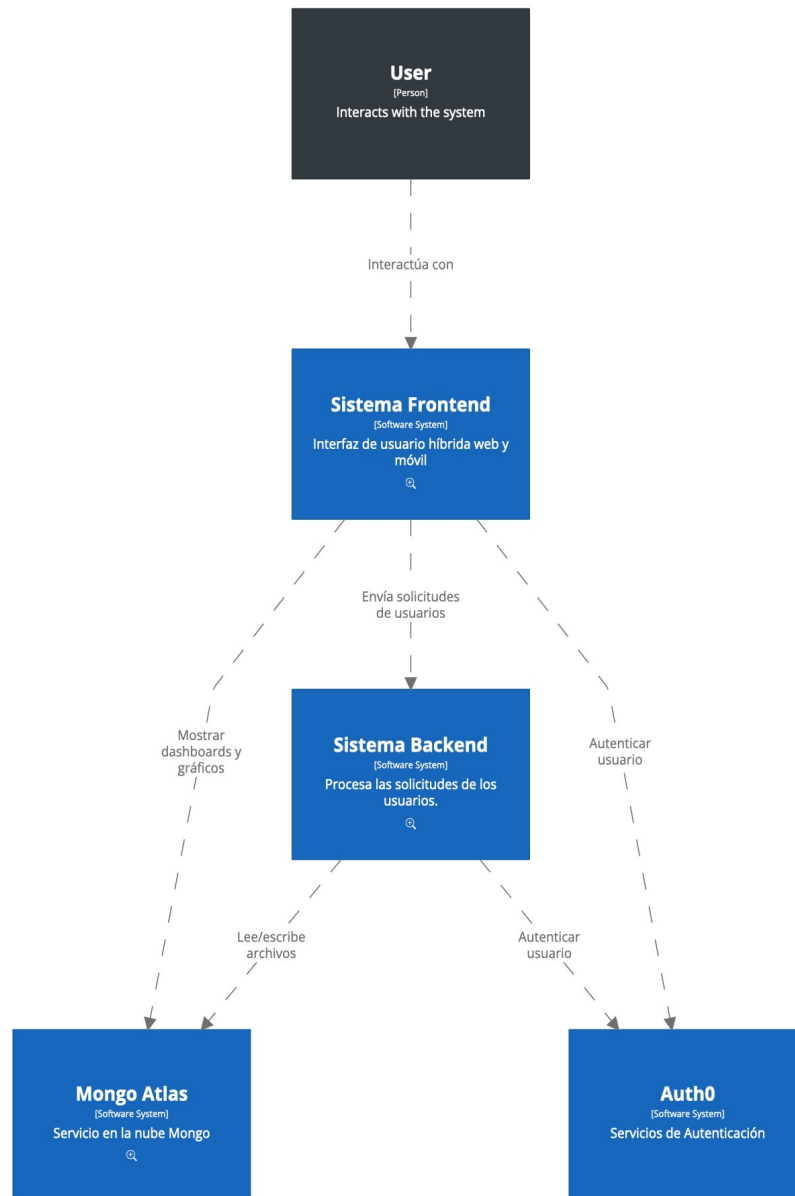 User
[Person]
Interacts with the system
Interactúa con
Sistema Frontend
[Software System]
Interfaz de usuario híbrida web y
móvil
Envía solicitudes
de usuarios
Mostrar
dashboards y
gráficos
Autenticar
usuario
Sistema Backend
[Software System]
Procesa las solicitudes de los
usuarios.
Lee/escribe
archivos
Autenticar
usuario
Mongo Atlas
[Software System]
Servicio en la nube Mongo
Auth0
[Software System]
Servicios de Autenticación